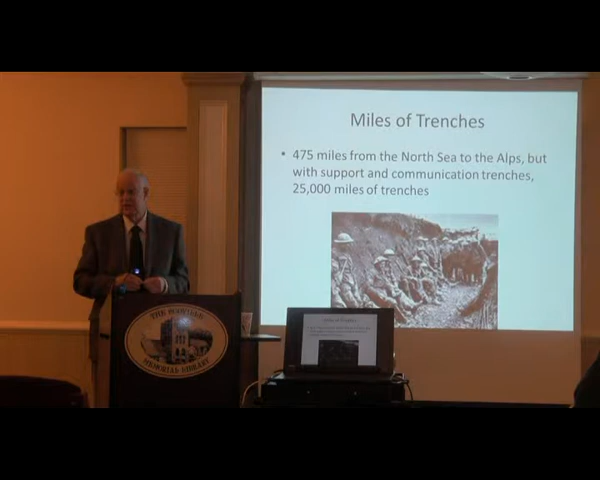 Miles of Trenches
• 475 miles from the North Sea to the Alps, but
with support and communication trenches,
25,000 miles of trenches
MEMORIAL LIBRARY